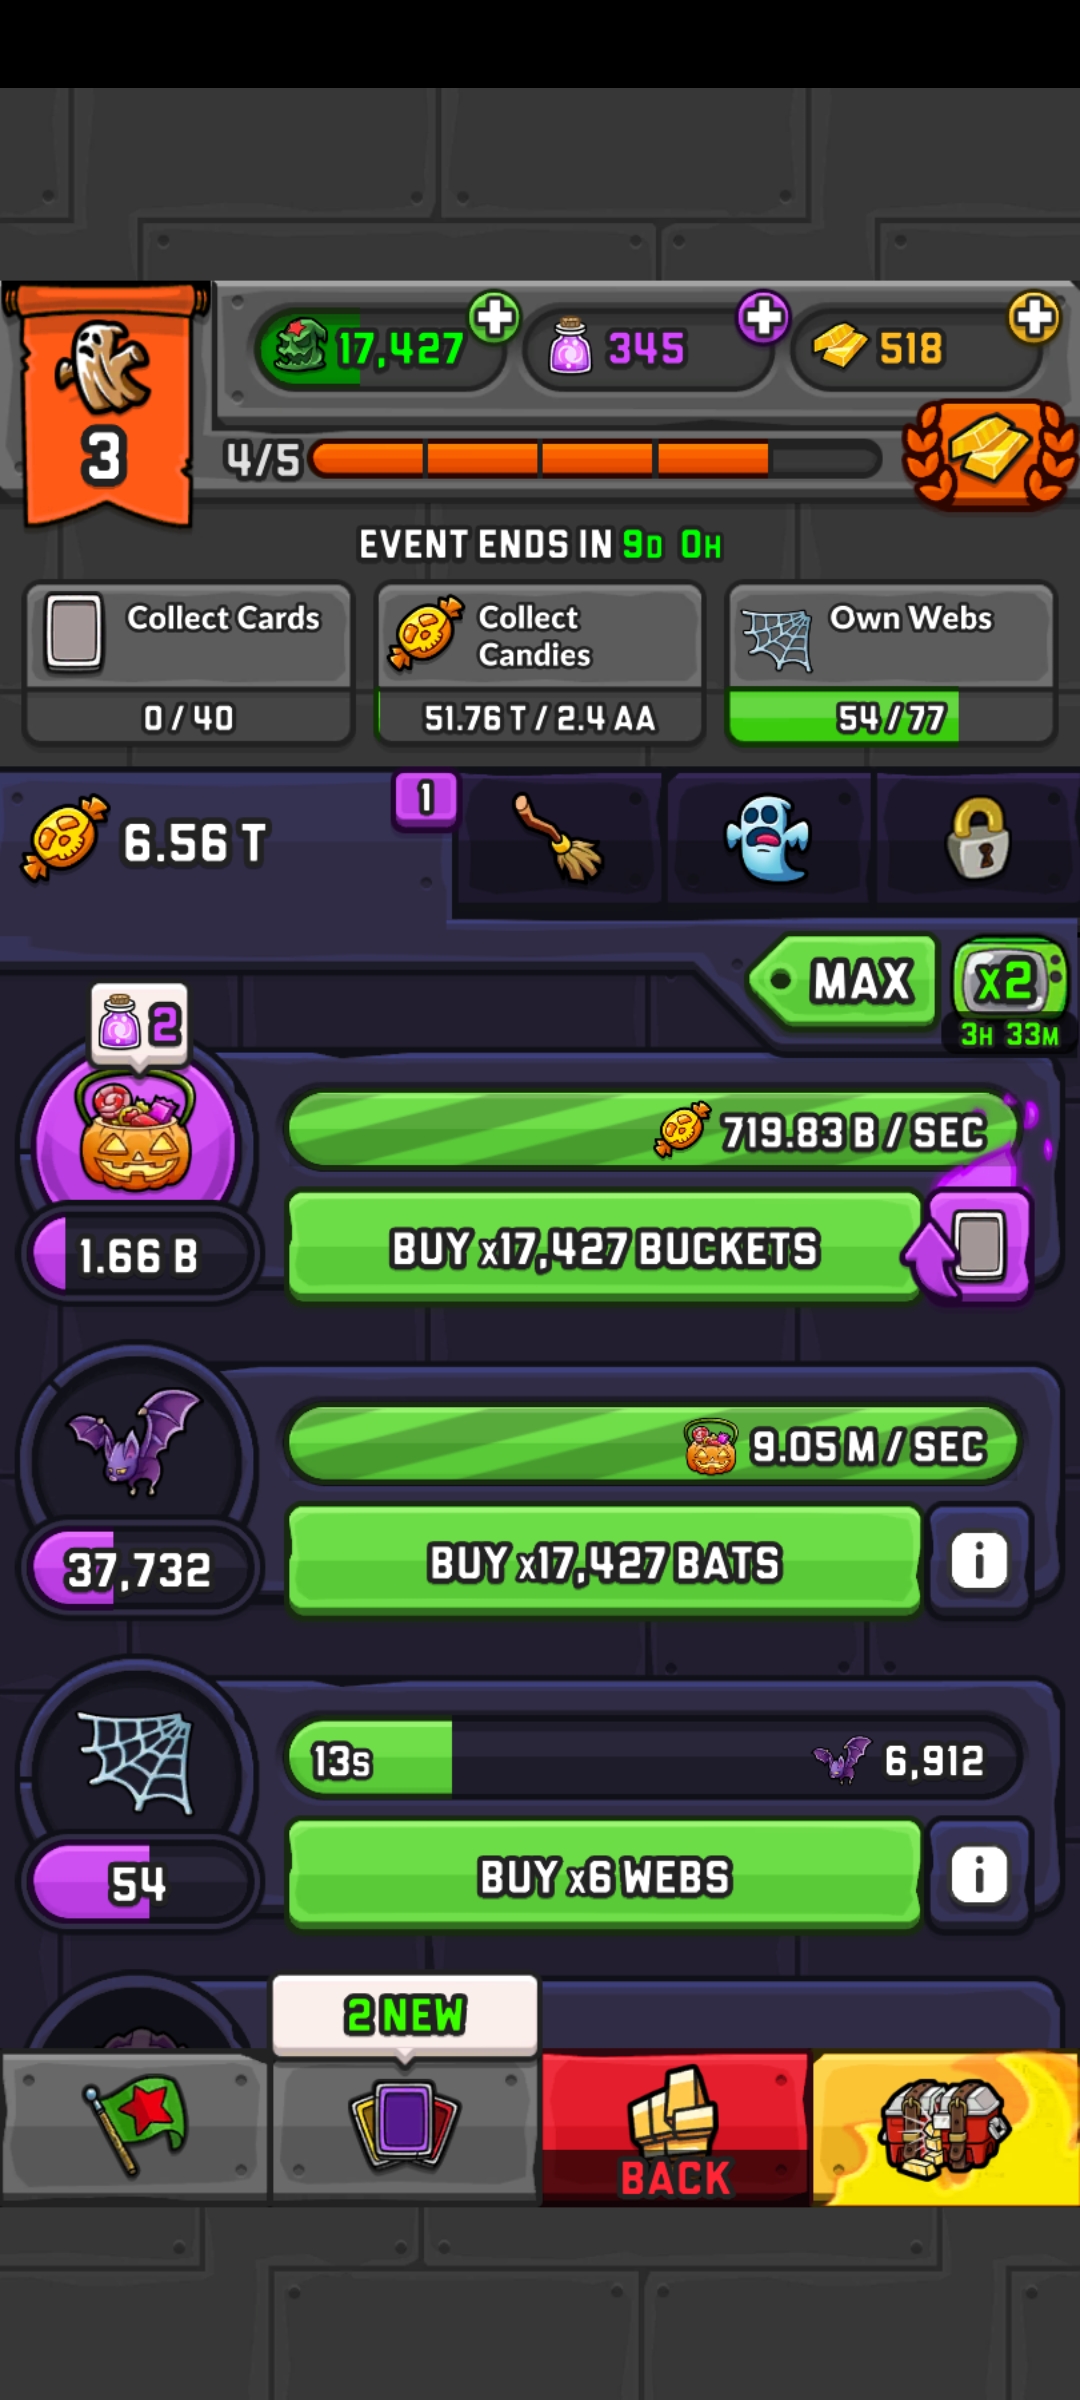 17,427
345
518
3
4/5
EVENT ENDS IN 9D 0H
Collect Cards
0 / 40
Collect
Candies
51.76 T / 2.4 AA
Own Webs
54 / 77
6.56 T
1
MAX
x2
3H 33M
2
719.83 B / SEC
1.66 B
BUY x17,427 BUCKETS
9.05 M / SEC
37,732
BUY x17,427 BATS
i
13s
6,912
54
BUY x6 WEBS
i
2 NEW
BACK